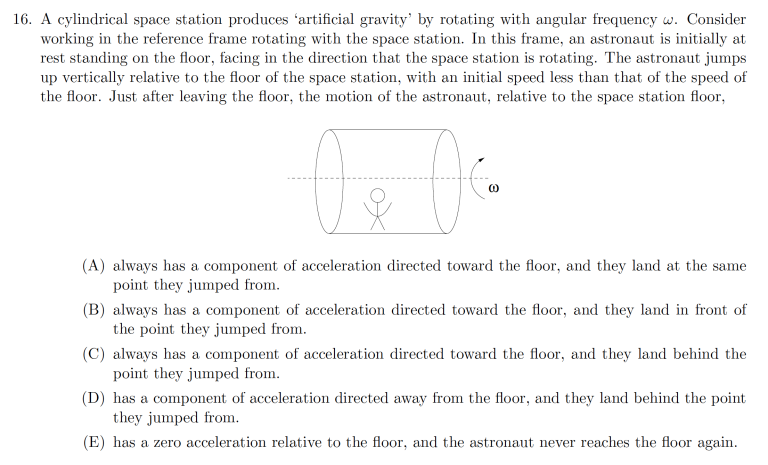 16. A cylindrical space station produces ‘artificial gravity’ by rotating with angular frequency ω. Consider
working in the reference frame rotating with the space station. In this frame, an astronaut is initially at
rest standing on the floor, facing in the direction that the space station is rotating. The astronaut jumps
up vertically relative to the floor of the space station, with an initial speed less than that of the speed of
the floor. Just after leaving the floor, the motion of the astronaut, relative to the space station floor,
ω
(A) always has a component of acceleration directed toward the floor, and they land at the same
point they jumped from.
(B) always has a component of acceleration directed toward the floor, and they land in front of
the point they jumped from.
(C) always has a component of acceleration directed toward the floor, and they land behind the
point they jumped from.
(D) has a component of acceleration directed away from the floor, and they land behind the point
they jumped from.
(E) has a zero acceleration relative to the floor, and the astronaut never reaches the floor again.